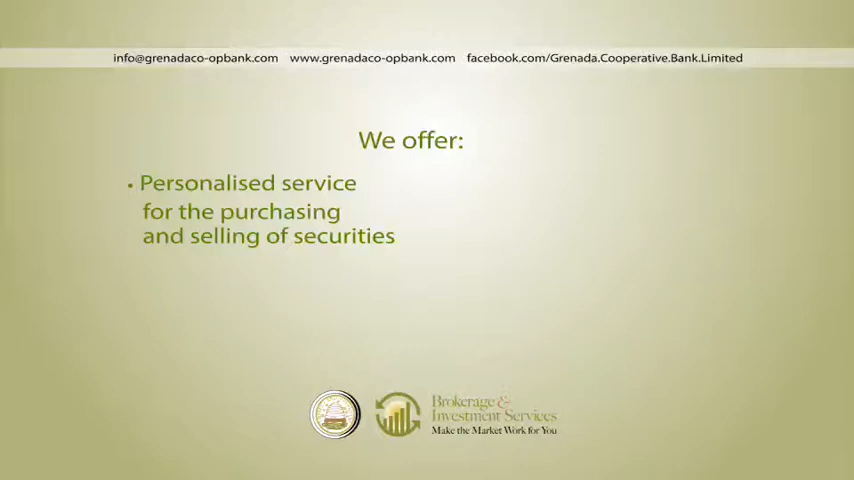 info@grenadaco-opbank.com www.grenadaco-opbank.com facebook.com/Grenada.Cooperative.Bank.Limited
We offer:
• Personalised service
for the purchasing
and selling of securities
Brokerage &
Investment Services
Make the Market Work for You